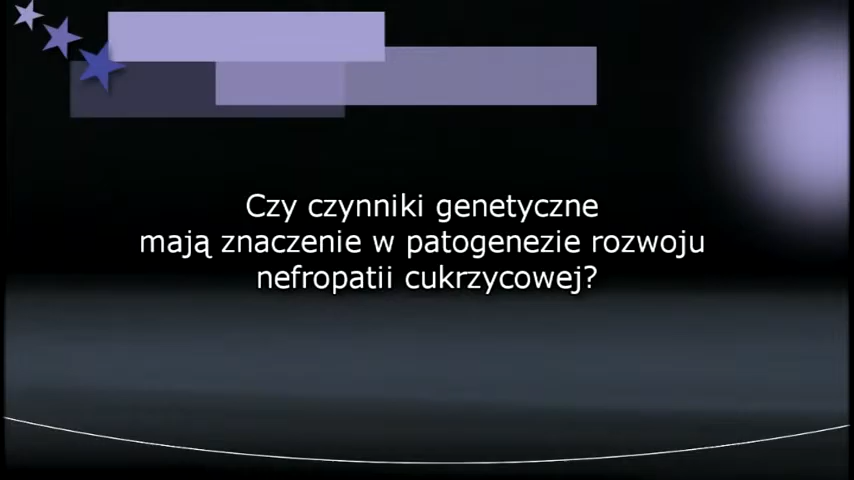 Czy czynniki genetyczne
mają znaczenie w patogenezie rozwoju
nefropatii cukrzycowej?